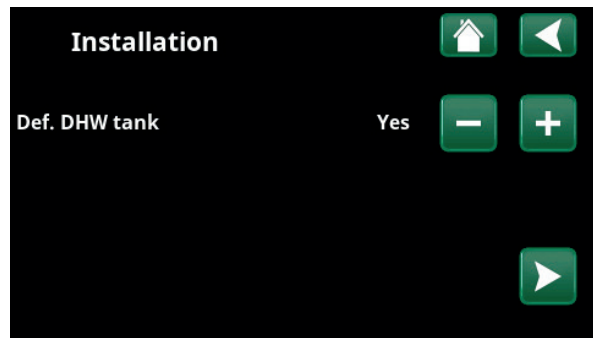 Installation
Def. DHW tank Yes